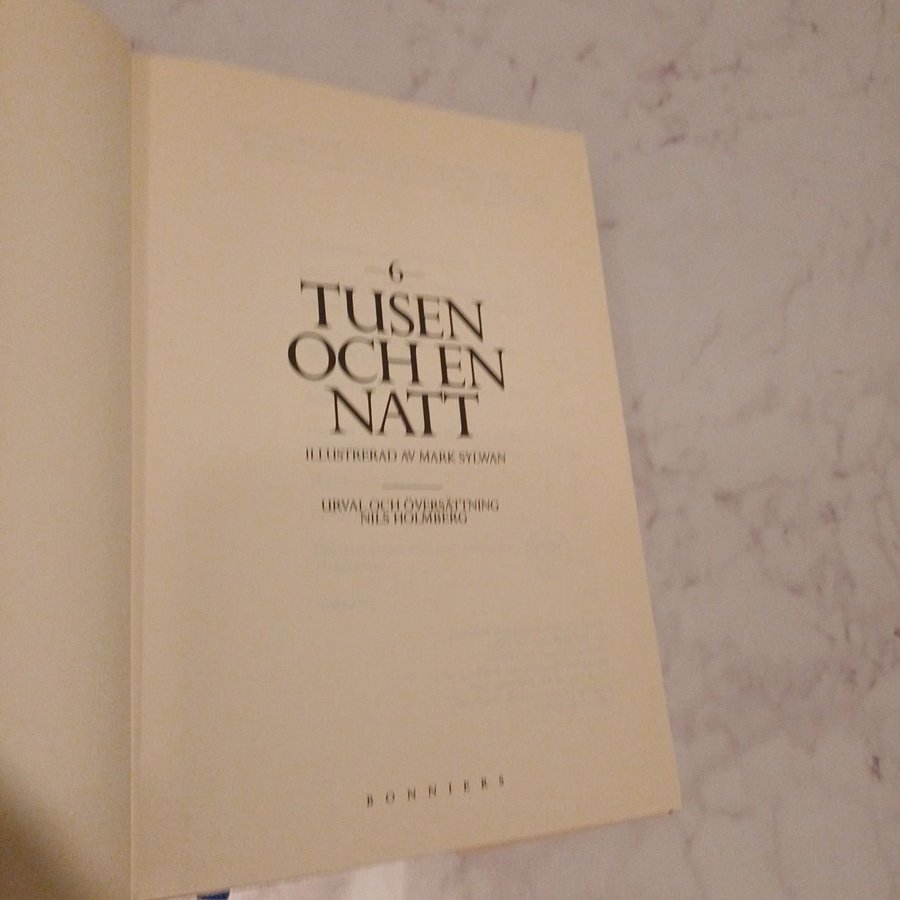 6
TUSEN
OCH EN
NATT
ILLUSTRERAD AV MARK SYLWAN
URVAL OCH ÖVERSÄTTNING
NILS HOLMBERG
BONNIERS